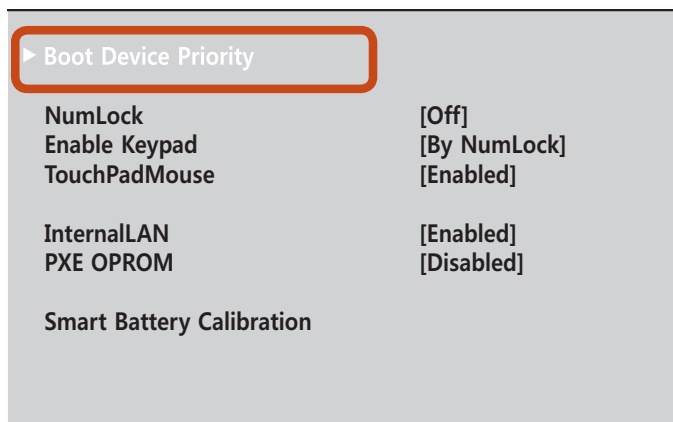 ▶ Boot Device Priority
NumLock [Off]
Enable Keypad [By NumLock]
TouchPadMouse [Enabled]
InternalLAN [Enabled]
PXE OPROM [Disabled]
Smart Battery Calibration